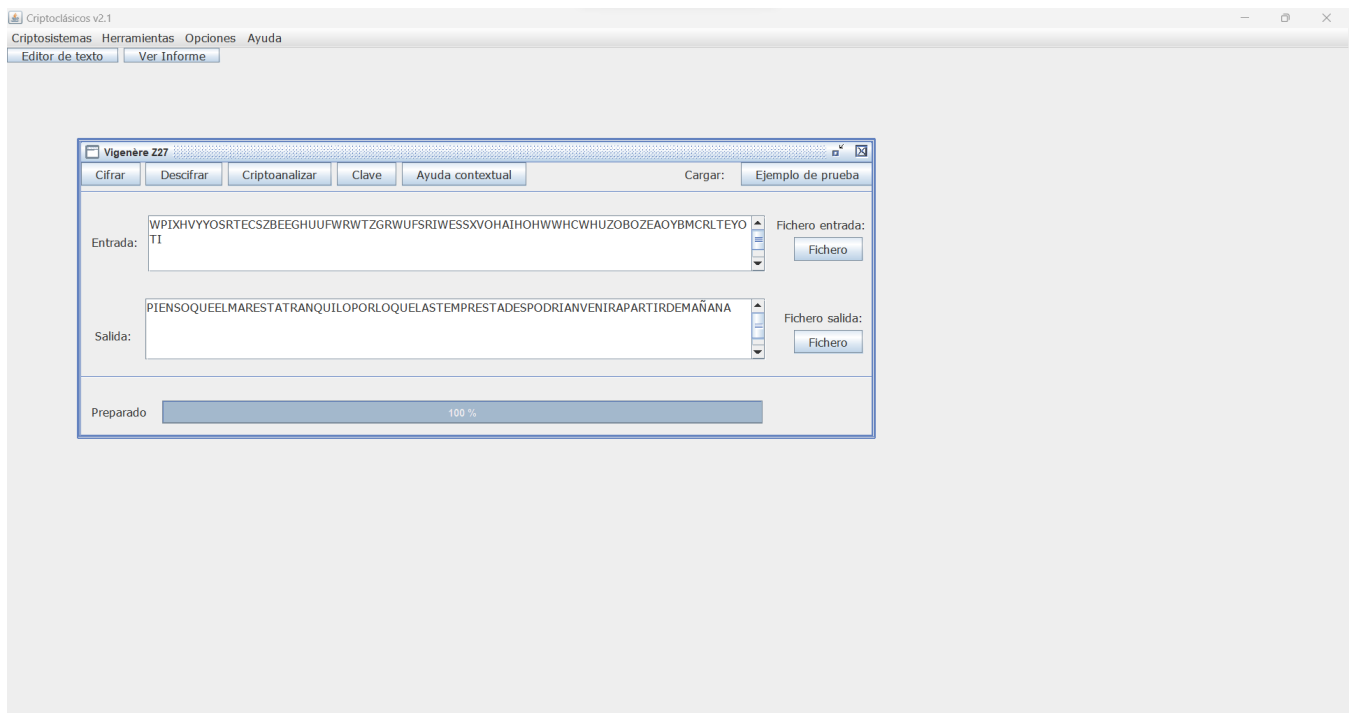 Criptoclásicos v2.1
Criptosistemas Herramientas Opciones Ayuda
Editor de texto Ver Informe
Vigenère Z27
Cifrar Descifrar Criptoanalizar Clave Ayuda contextual Cargar: Ejemplo de prueba
Entrada:
WPIXHVYYOSRTECSZBEEGHUUFWRWTZGRWUFSRIWESSXVOHAIHOHWWHCWHUZOBOZEAOYBMCRLTEYO
TI
Fichero entrada:
Fichero
Salida:
PIENSOQUEELMARESTATRANQUILOPORLOQUELASTEMPRESTADESPODRIANVENIRAPARTIRDEMAÑANA
Fichero salida:
Fichero
Preparado 100 %